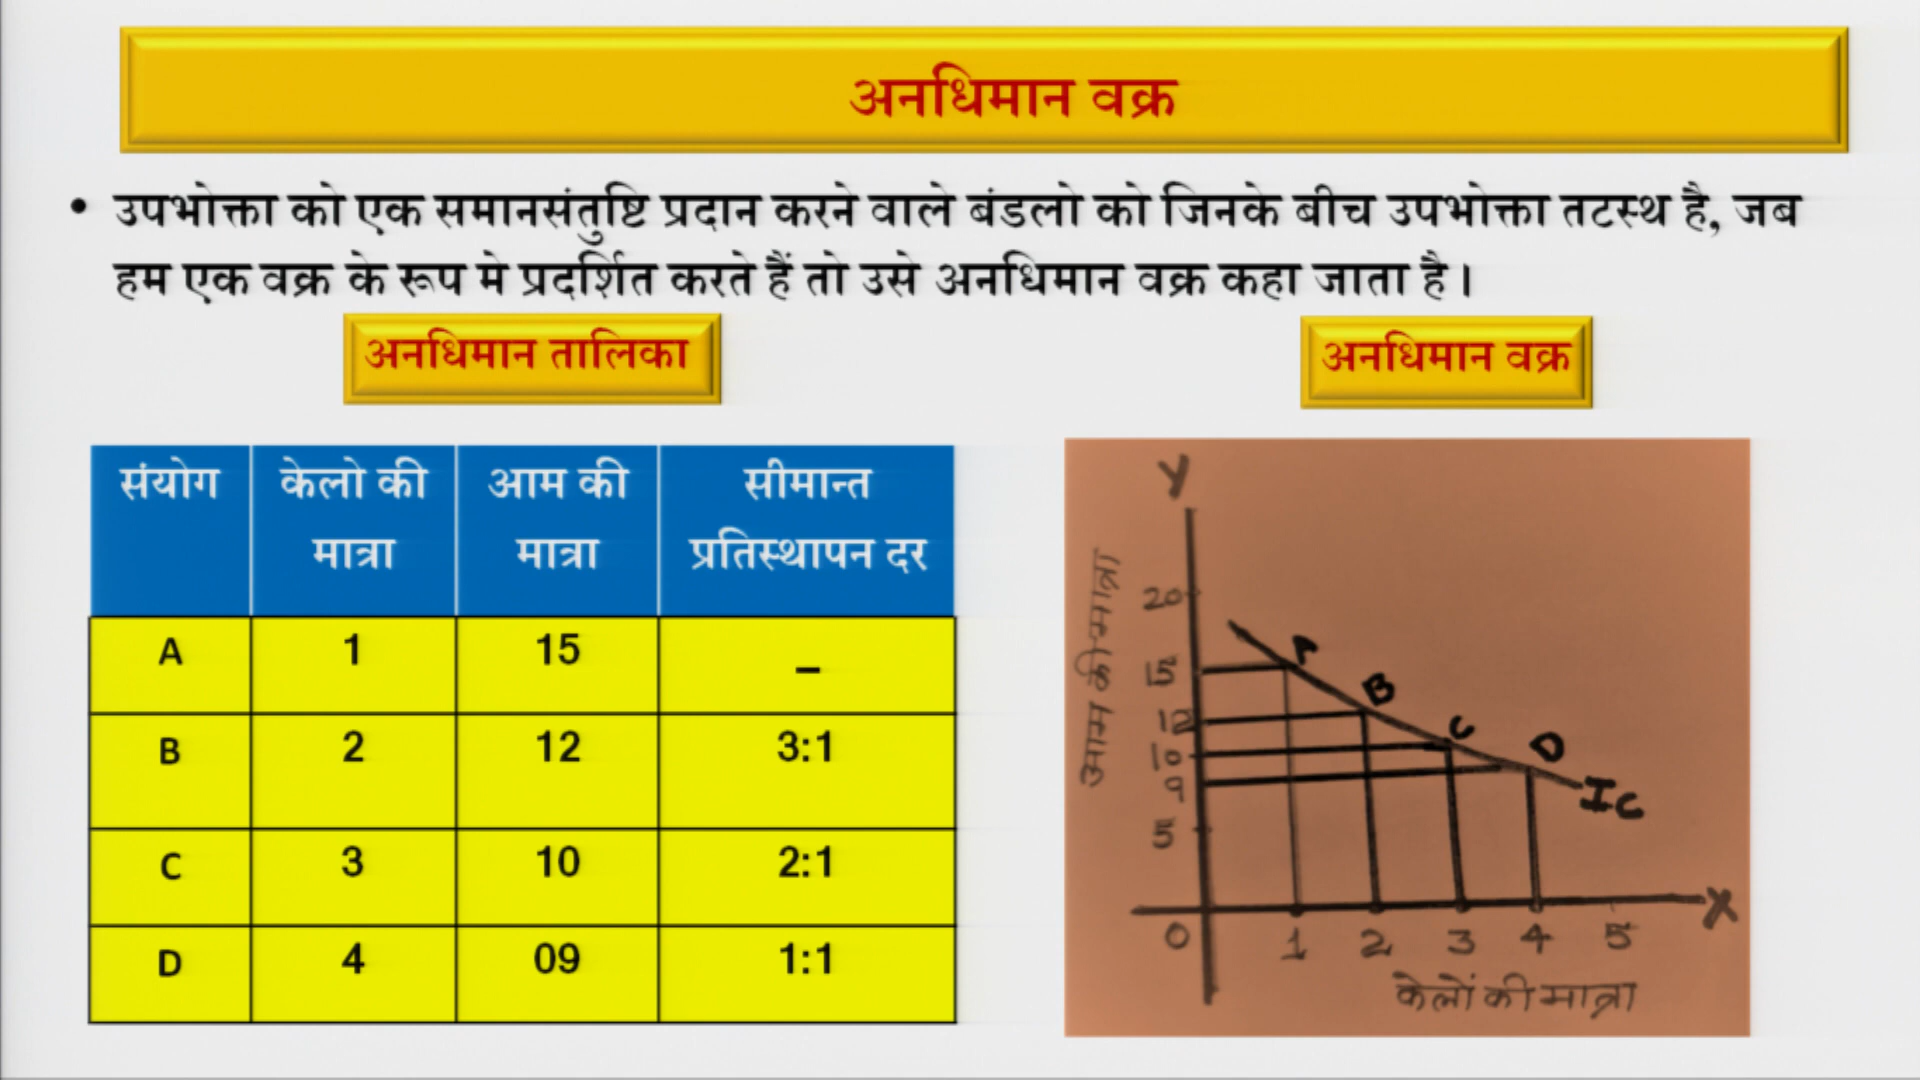 अनधिमान वक्र
• उपभोक्ता को एक समानसंतुष्टि प्रदान करने वाले बंडलो को जिनके बीच उपभोक्ता तटस्थ है, जब
हम एक वक्र के रूप मे प्रदर्शित करते हैं तो उसे अनधिमान वक्र कहा जाता है।
अनधिमान तालिका
संयोग केलो की मात्रा आम की मात्रा सीमान्त प्रतिस्थापन दर
A 1 15 –
B 2 12 3:1
C 3 10 2:1
D 4 09 1:1
अनधिमान वक्र
Y
आम की मात्रा
20
15
12
10
9
5
A
B
C
D
IC
X
0 1 2 3 4 5
केलों की मात्रा